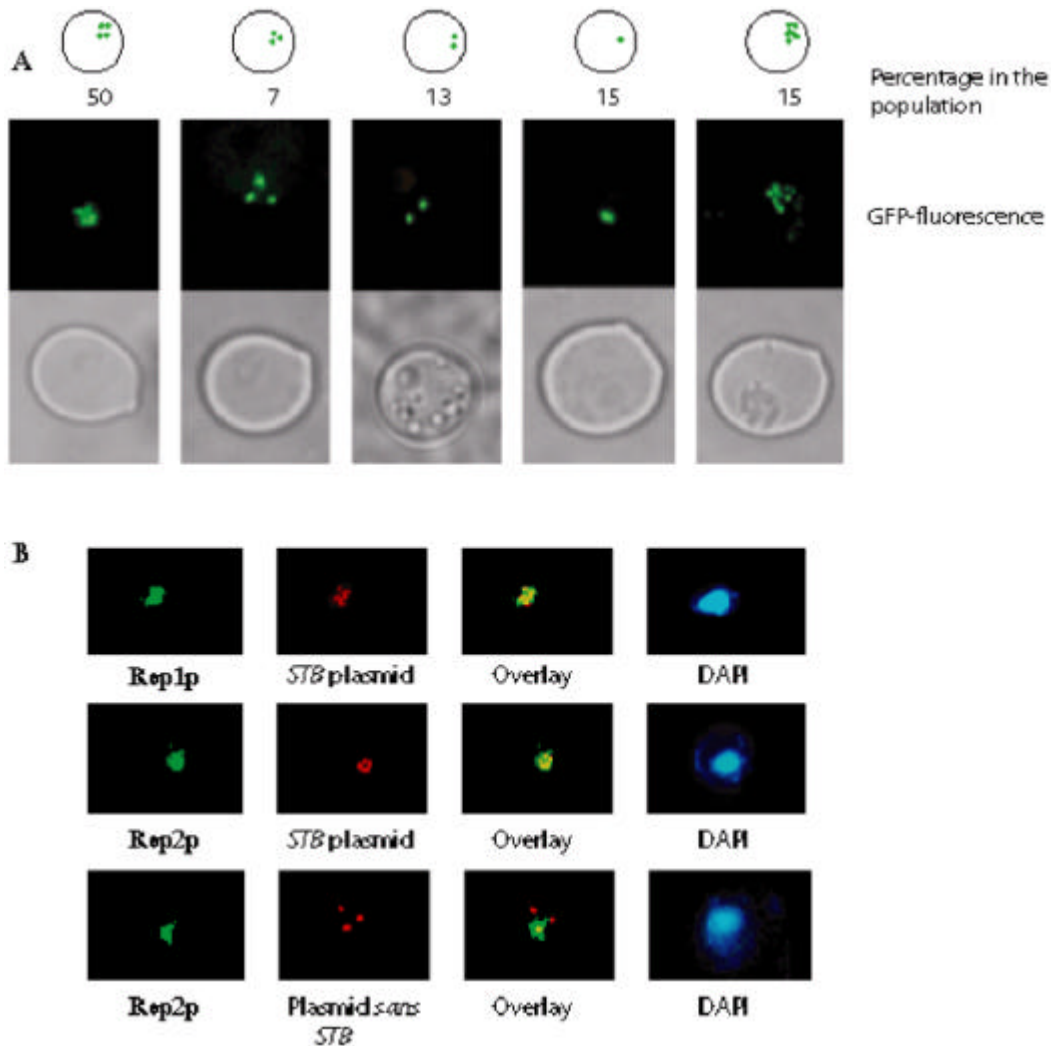 A
50 7 13 15 15
Percentage in the
population
GFP-fluorescence
B
Rep1p STB plasmid Overlay DAPI
Rep2p STB plasmid Overlay DAPI
Rep2p Plasmid sans Overlay DAPI
STB